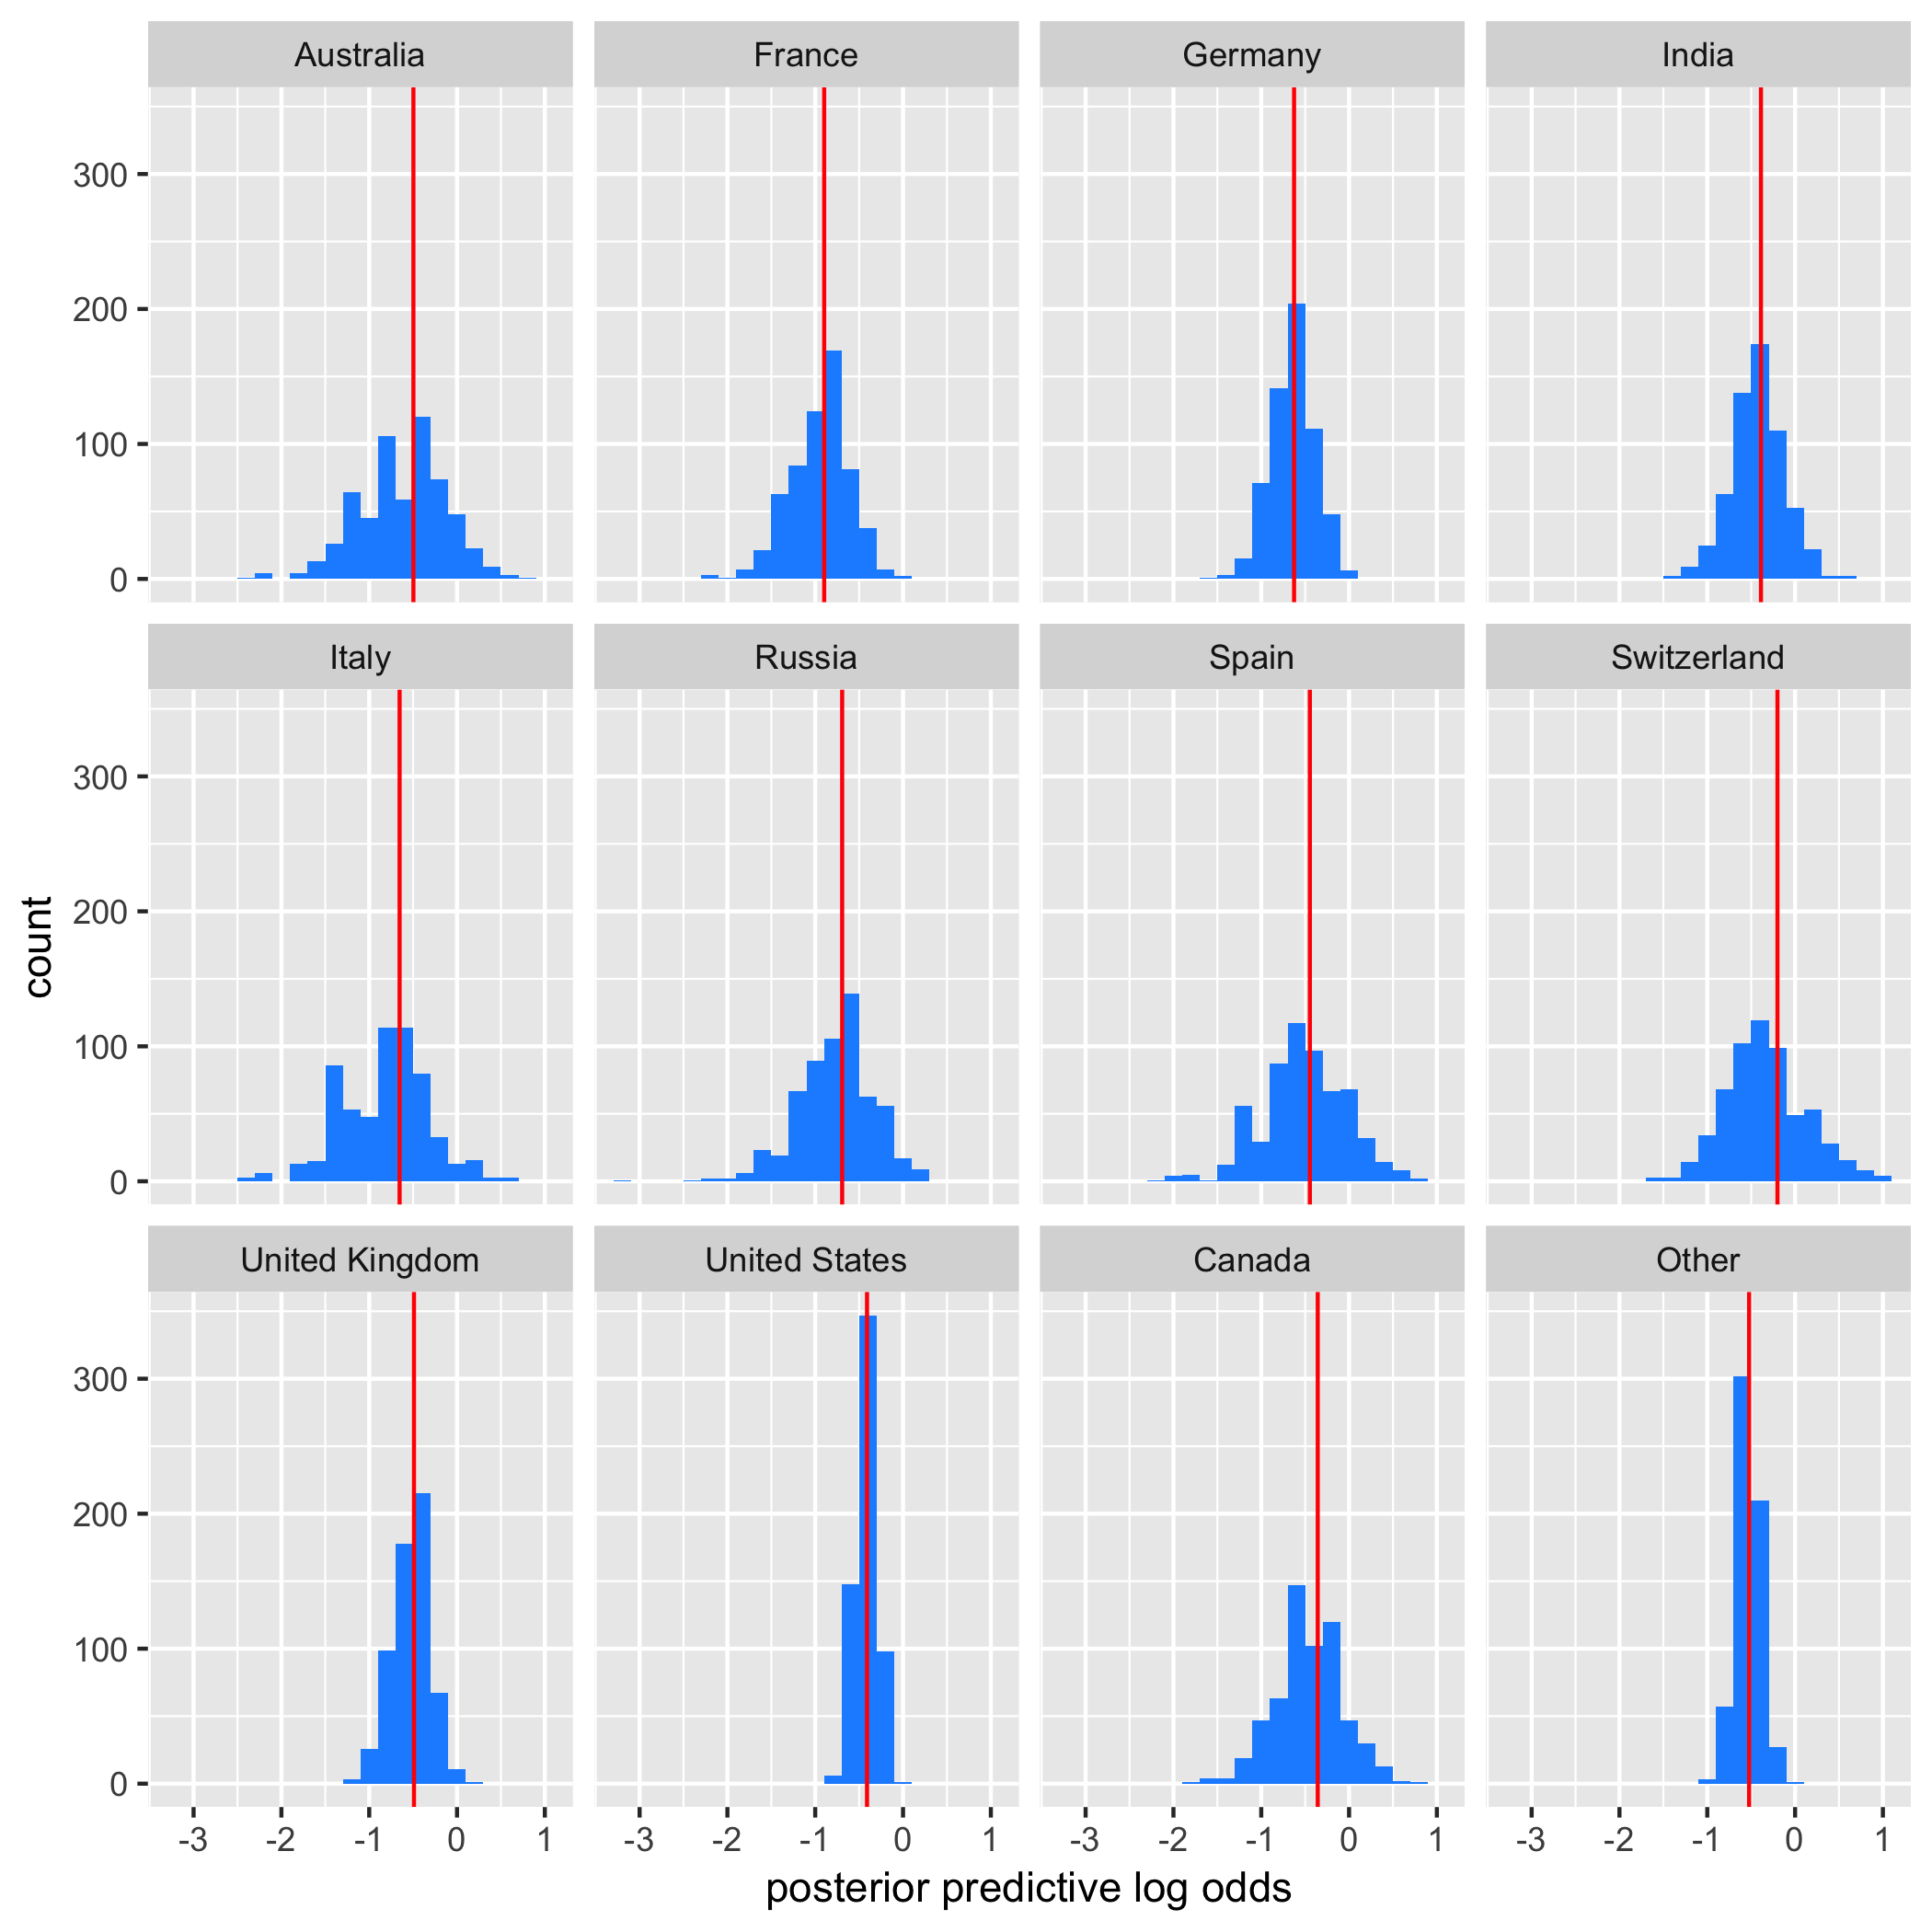 Australia France Germany India
300
200
100
0
Italy Russia Spain Switzerland
300
200
100
0
count
United Kingdom United States Canada Other
300
200
100
0
-3 -2 -1 0 1 -3 -2 -1 0 1 -3 -2 -1 0 1 -3 -2 -1 0 1
posterior predictive log odds